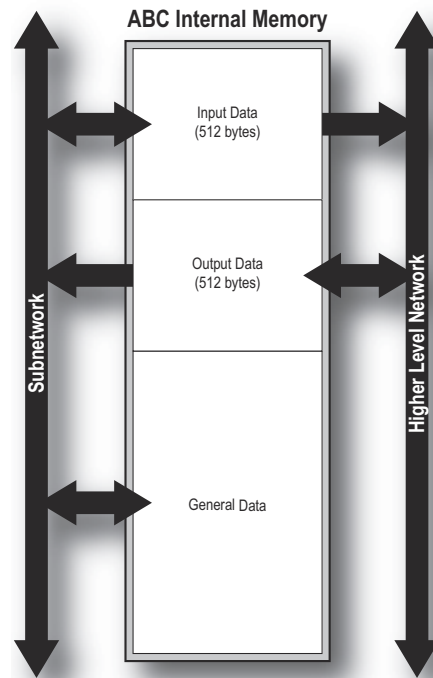 ABC Internal Memory
Input Data
(512 bytes)
Output Data
(512 bytes)
General Data
Subnetwork
Higher Level Network